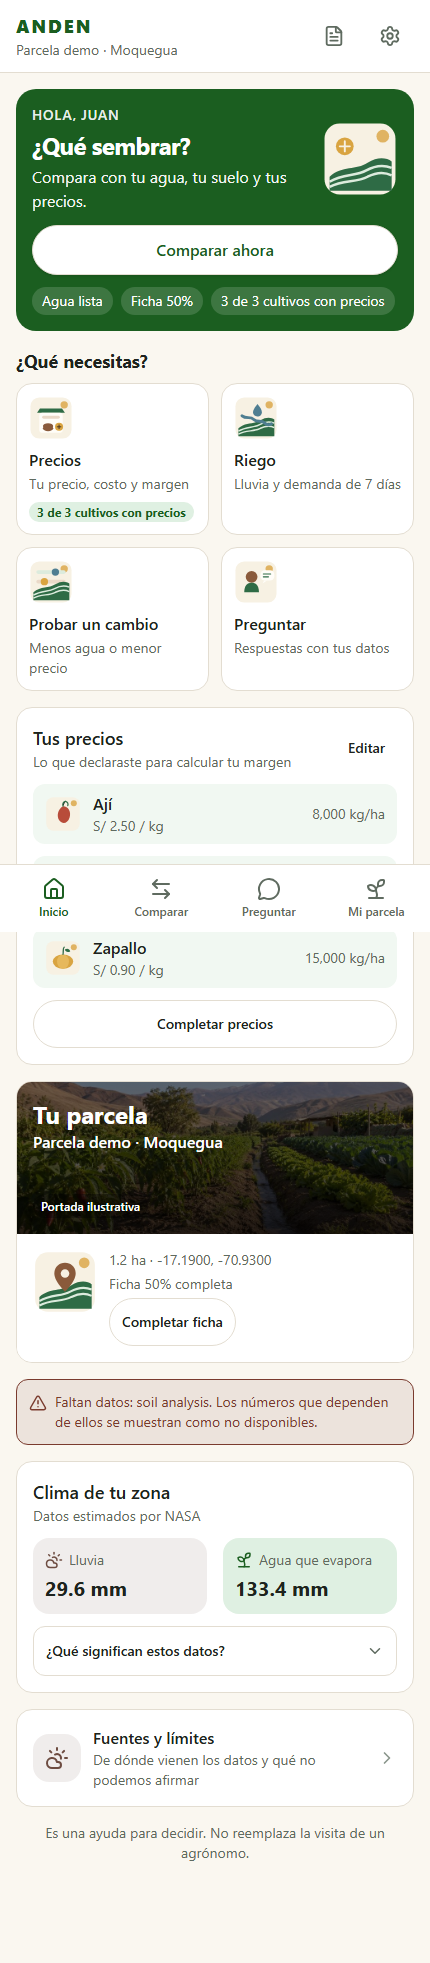 ANDEN
Parcela demo · Moquegua
HOLA, JUAN
¿Qué sembrar?
Compara con tu agua, tu suelo y tus
precios.
Comparar ahora
Agua lista
Ficha 50%
3 de 3 cultivos con precios
¿Qué necesitas?
Precios
Tu precio, costo y margen
3 de 3 cultivos con precios
Riego
Lluvia y demanda de 7 días
Probar un cambio
Menos agua o menor
precio
Preguntar
Respuestas con tus datos
Tus precios
Lo que declaraste para calcular tu margen
Editar
Ají
S/ 2.50 / kg
8,000 kg/ha
Inicio
Comparar
Preguntar
Mi parcela
Zapallo
S/ 0.90 / kg
15,000 kg/ha
Completar precios
Tu parcela
Parcela demo · Moquegua
Portada ilustrativa
1.2 ha · -17.1900, -70.9300
Ficha 50% completa
Completar ficha
Faltan datos: soil analysis. Los números que dependen
de ellos se muestran como no disponibles.
Clima de tu zona
Datos estimados por NASA
Lluvia
29.6 mm
Agua que evapora
133.4 mm
¿Qué significan estos datos?
Fuentes y límites
De dónde vienen los datos y qué no
podemos afirmar
Es una ayuda para decidir. No reemplaza la visita de un
agrónomo.